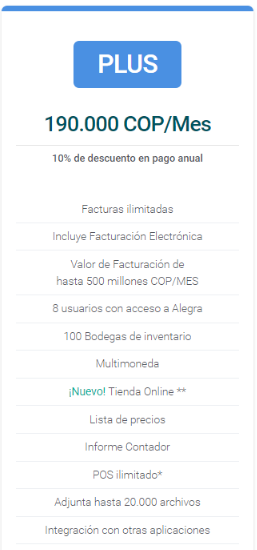 PLUS
190.000 COP/Mes
10% de descuento en pago anual
Facturas ilimitadas
Incluye Facturación Electrónica
Valor de Facturación de
hasta 500 millones COP/MES
8 usuarios con acceso a Alegra
100 Bodegas de inventario
Multimoneda
¡Nuevo! Tienda Online **
Lista de precios
Informe Contador
POS ilimitado*
Adjunta hasta 20.000 archivos
Integración con otras aplicaciones